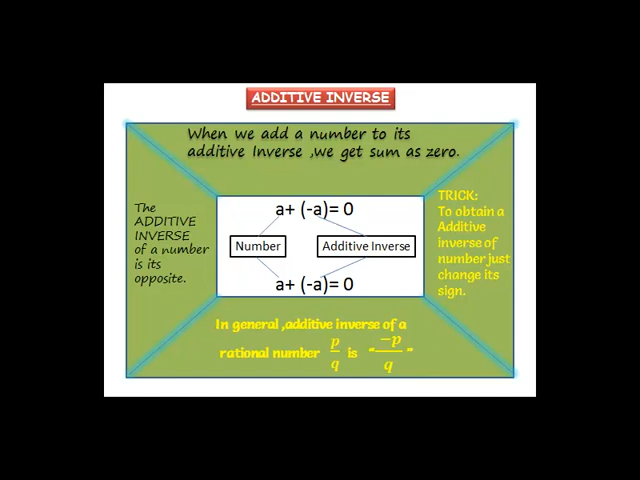 ADDITIVE INVERSE
When we add a number to its
additive Inverse ,we get sum as zero.
The
ADDITIVE
INVERSE
of a number
is its
opposite.
a+ (-a)= 0
Number
Additive Inverse
a+ (-a)= 0
TRICK:
To obtain a
Additive
inverse of
number just
change its
sign.
In general ,additive inverse of a
rational number p/q is “−p/q”